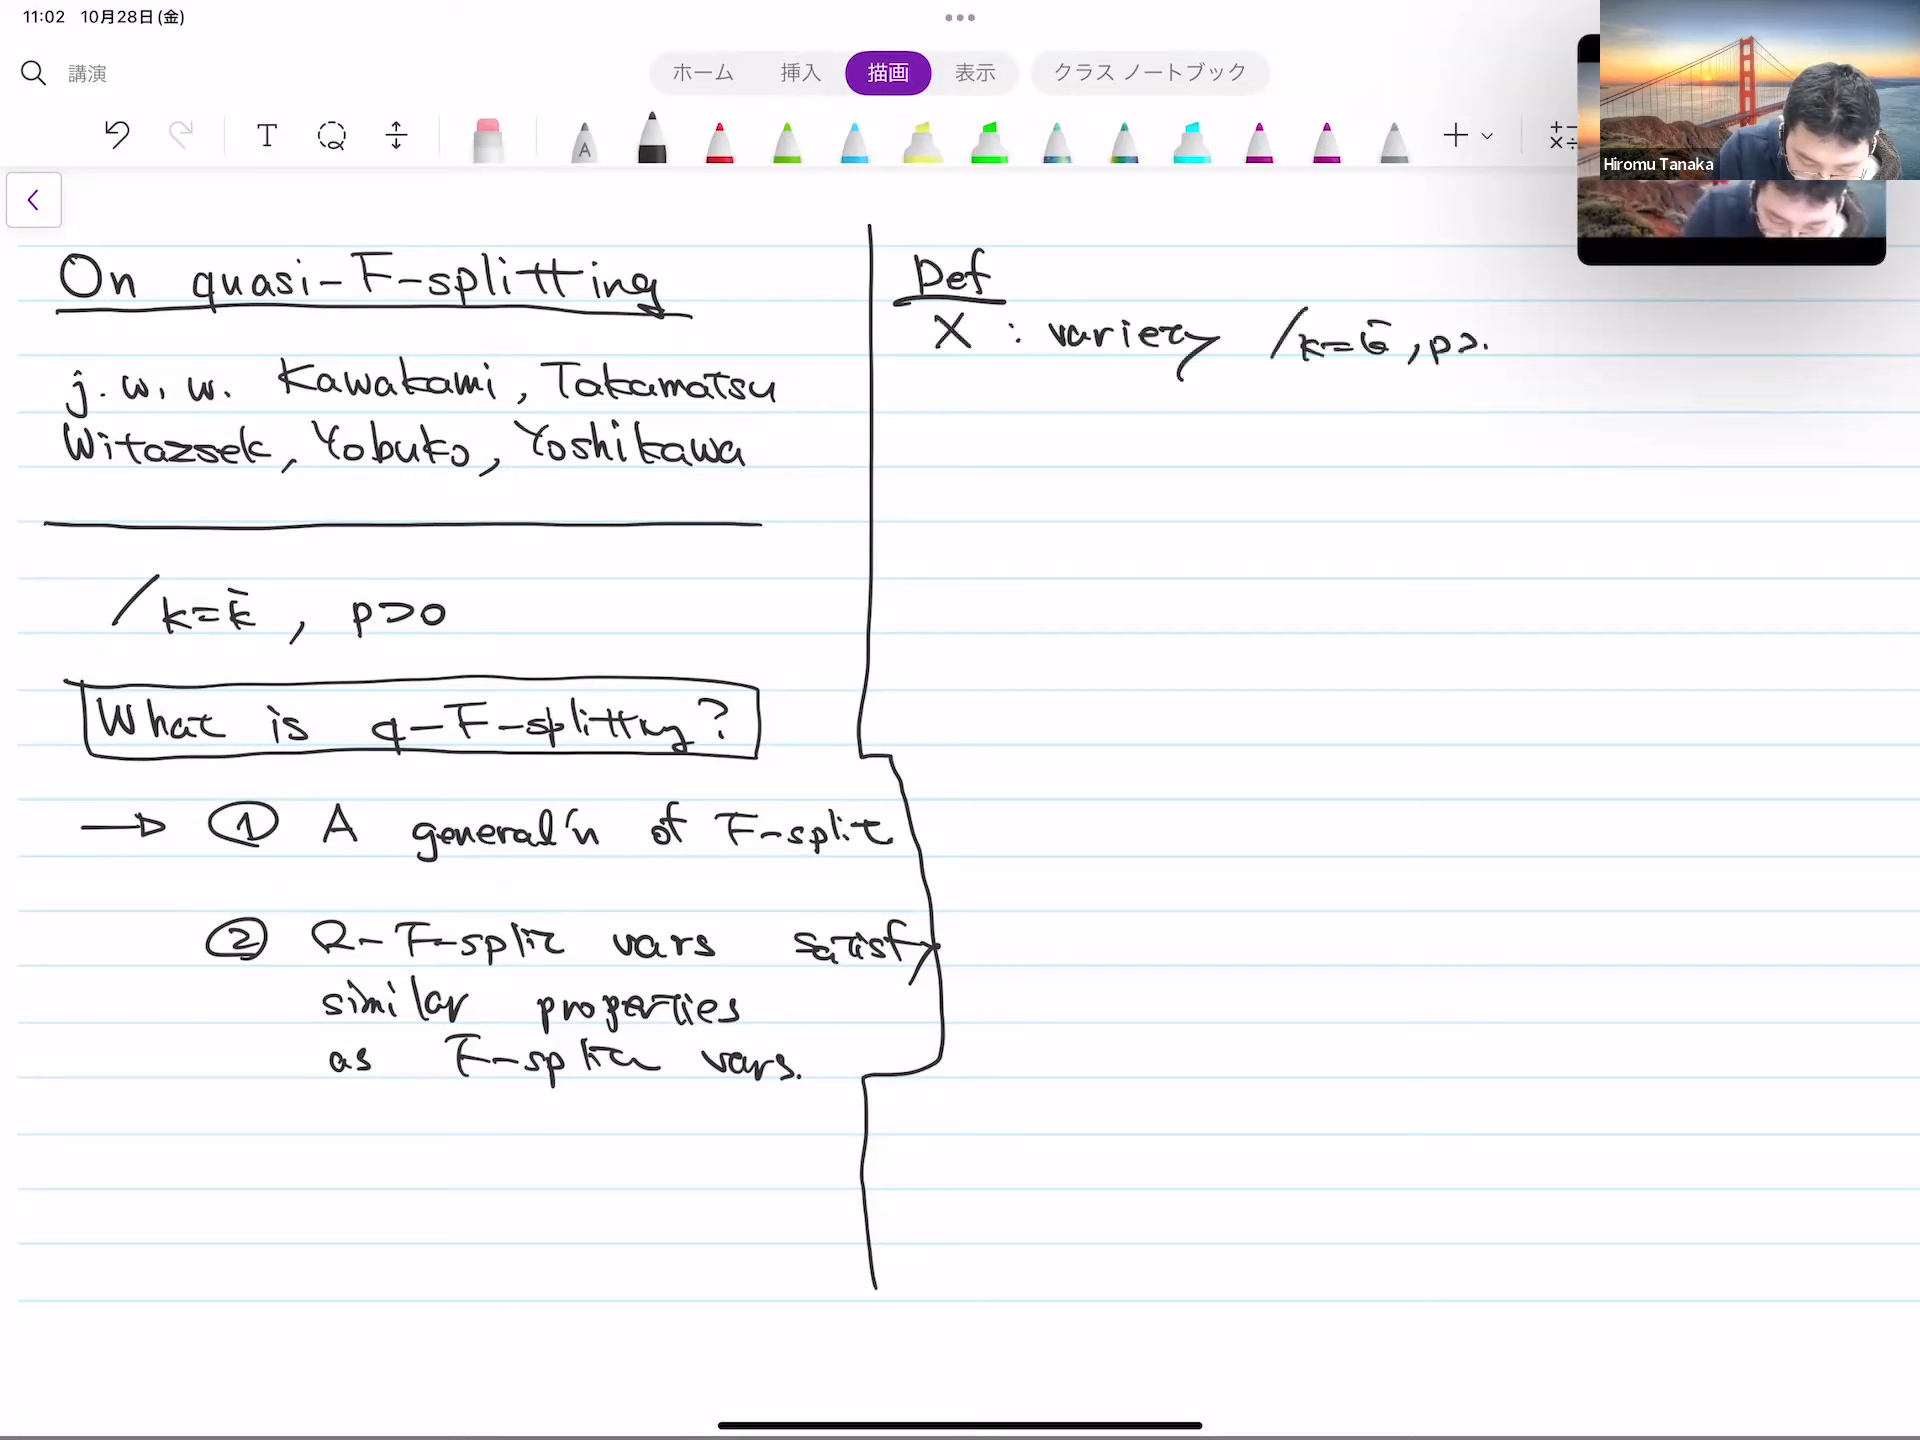 11:02 10月28日(金)
講演
ホーム 挿入 描画 表示 クラス ノートブック
T
A
Hiromu Tanaka
On quasi-F-splitting
j. w. w. Kawakami, Takamatsu
Witazsek, Yobuko, Yoshikawa
/k=k̄, p>0
What is q-F-splitting?
→ ① A general'n of F-split
② Q-F-split vars satisfy
similar properties
as F-split vars.
Def
X : variety /k=k̄, p>